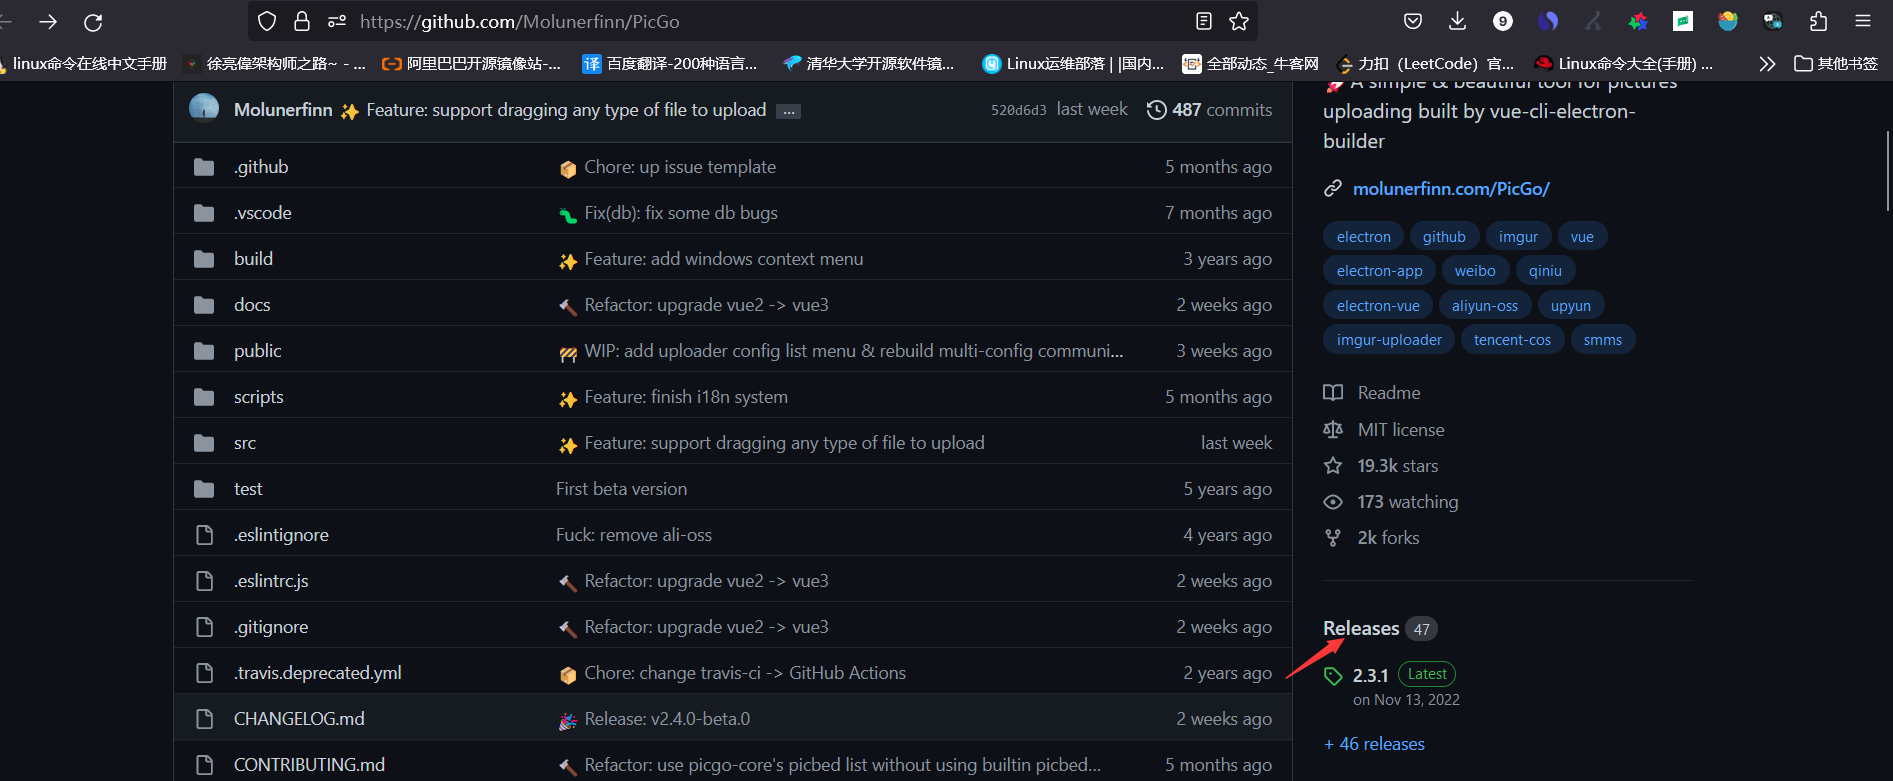 https://github.com/Molunerfinn/PicGo
9
linux命令在线中文手册
徐亮偉架构师之路~ - ...
阿里巴巴开源镜像站-...
译 百度翻译-200种语言...
清华大学开源软件镜...
Linux运维部落 | |国内...
全部动态_牛客网
力扣（LeetCode）官...
Linux命令大全(手册) ...
其他书签
Molunerfinn ✨ Feature: support dragging any type of file to upload ...
520d6d3 last week 487 commits
.github 📦 Chore: up issue template 5 months ago
.vscode 🐛 Fix(db): fix some db bugs 7 months ago
build ✨ Feature: add windows context menu 3 years ago
docs 🔨 Refactor: upgrade vue2 -> vue3 2 weeks ago
public 🚧 WIP: add uploader config list menu & rebuild multi-config communi... 3 weeks ago
scripts ✨ Feature: finish i18n system 5 months ago
src ✨ Feature: support dragging any type of file to upload last week
test First beta version 5 years ago
.eslintignore Fuck: remove ali-oss 4 years ago
.eslintrc.js 🔨 Refactor: upgrade vue2 -> vue3 2 weeks ago
.gitignore 🔨 Refactor: upgrade vue2 -> vue3 2 weeks ago
.travis.deprecated.yml 📦 Chore: change travis-ci -> GitHub Actions 2 years ago
CHANGELOG.md 🎉 Release: v2.4.0-beta.0 2 weeks ago
CONTRIBUTING.md 🔨 Refactor: use picgo-core's picbed list without using builtin picbed... 5 months ago
🚀 A simple & beautiful tool for pictures
uploading built by vue-cli-electron-
builder
molunerfinn.com/PicGo/
electron github imgur vue
electron-app weibo qiniu
electron-vue aliyun-oss upyun
imgur-uploader tencent-cos smms
Readme
MIT license
19.3k stars
173 watching
2k forks
Releases 47
2.3.1 Latest
on Nov 13, 2022
+ 46 releases